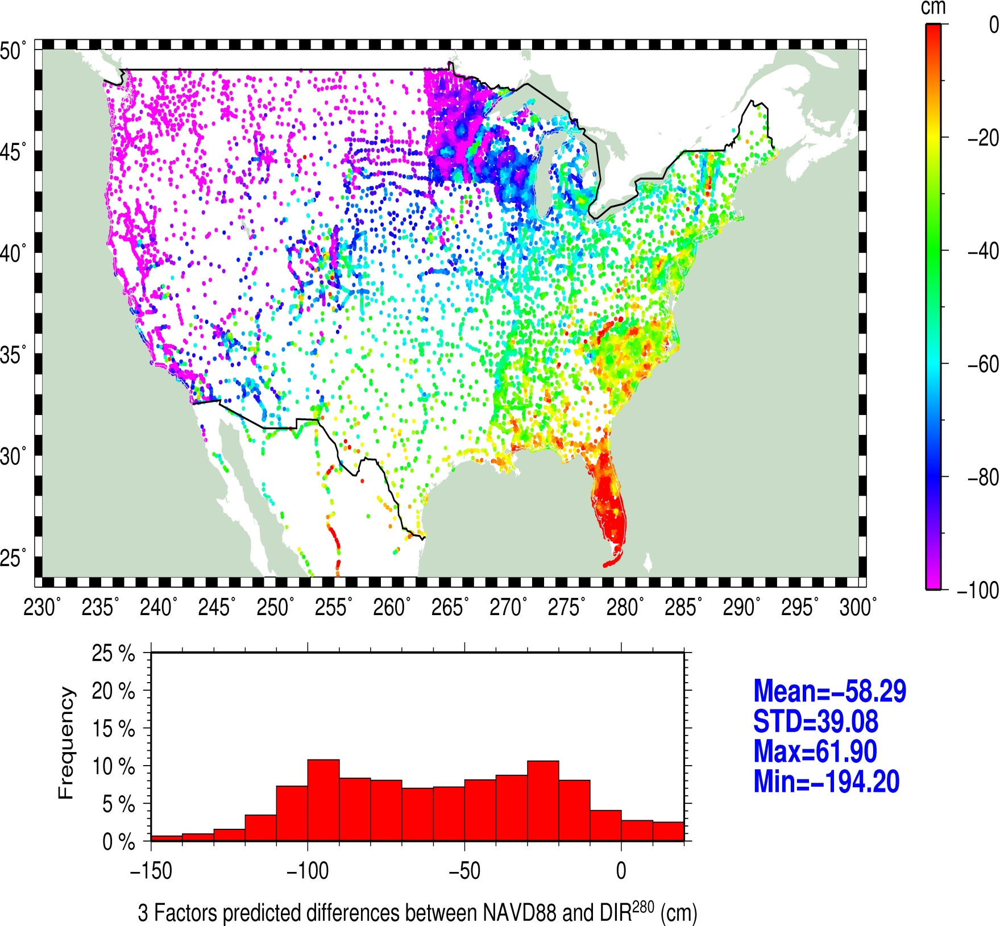 cm
0
−20
−40
−60
−80
−100
50°
45°
40°
35°
30°
25°
230° 235° 240° 245° 250° 255° 260° 265° 270° 275° 280° 285° 290° 295° 300°
25 %
20 %
15 %
10 %
5 %
0 %
Frequency
−150 −100 −50 0
3 Factors predicted differences between NAVD88 and DIR²⁸⁰ (cm)
Mean=−58.29
STD=39.08
Max=61.90
Min=−194.20